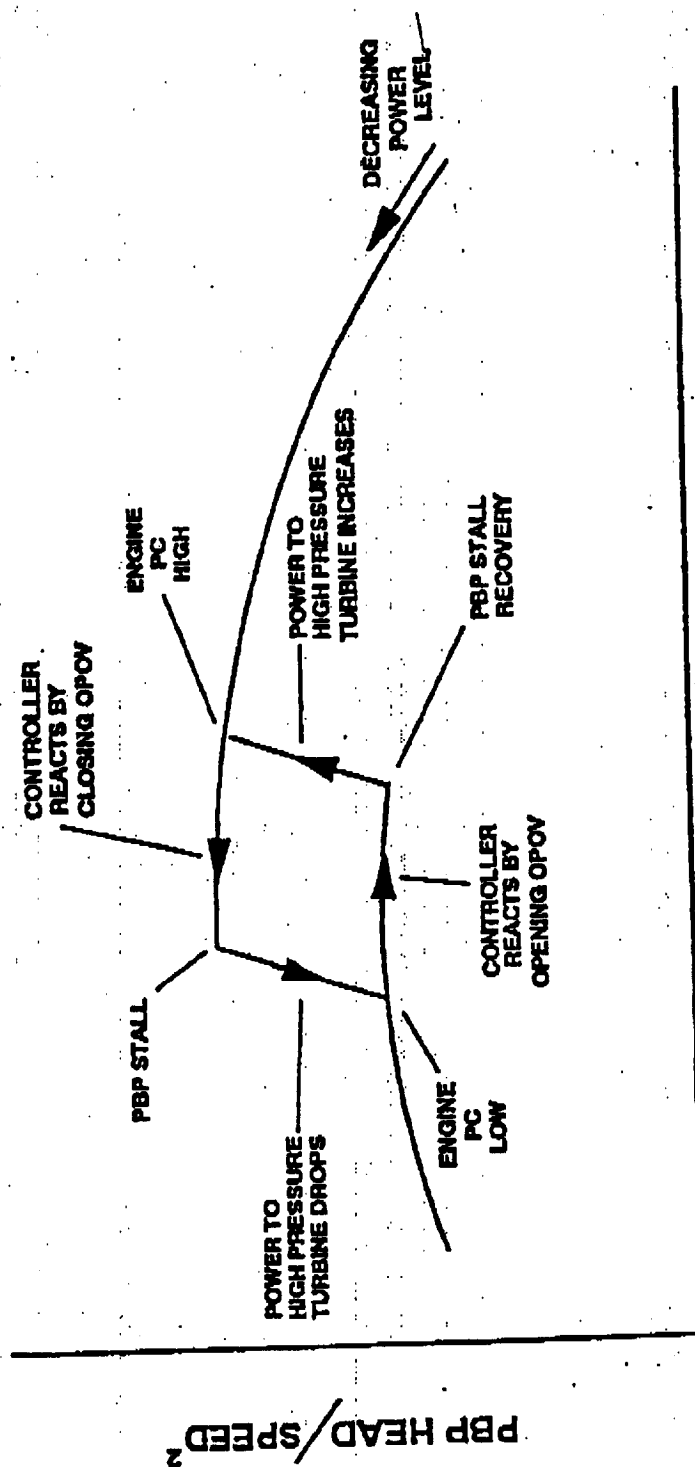 PBP HEAD/SPEED²
PBP STALL
CONTROLLER
REACTS BY
CLOSING OPOV
ENGINE
PC
HIGH
DECREASING
POWER
LEVEL
POWER TO
HIGH PRESSURE
TURBINE DROPS
POWER TO
HIGH PRESSURE
TURBINE INCREASES
ENGINE
PC
LOW
CONTROLLER
REACTS BY
OPENING OPOV
PBP STALL
RECOVERY